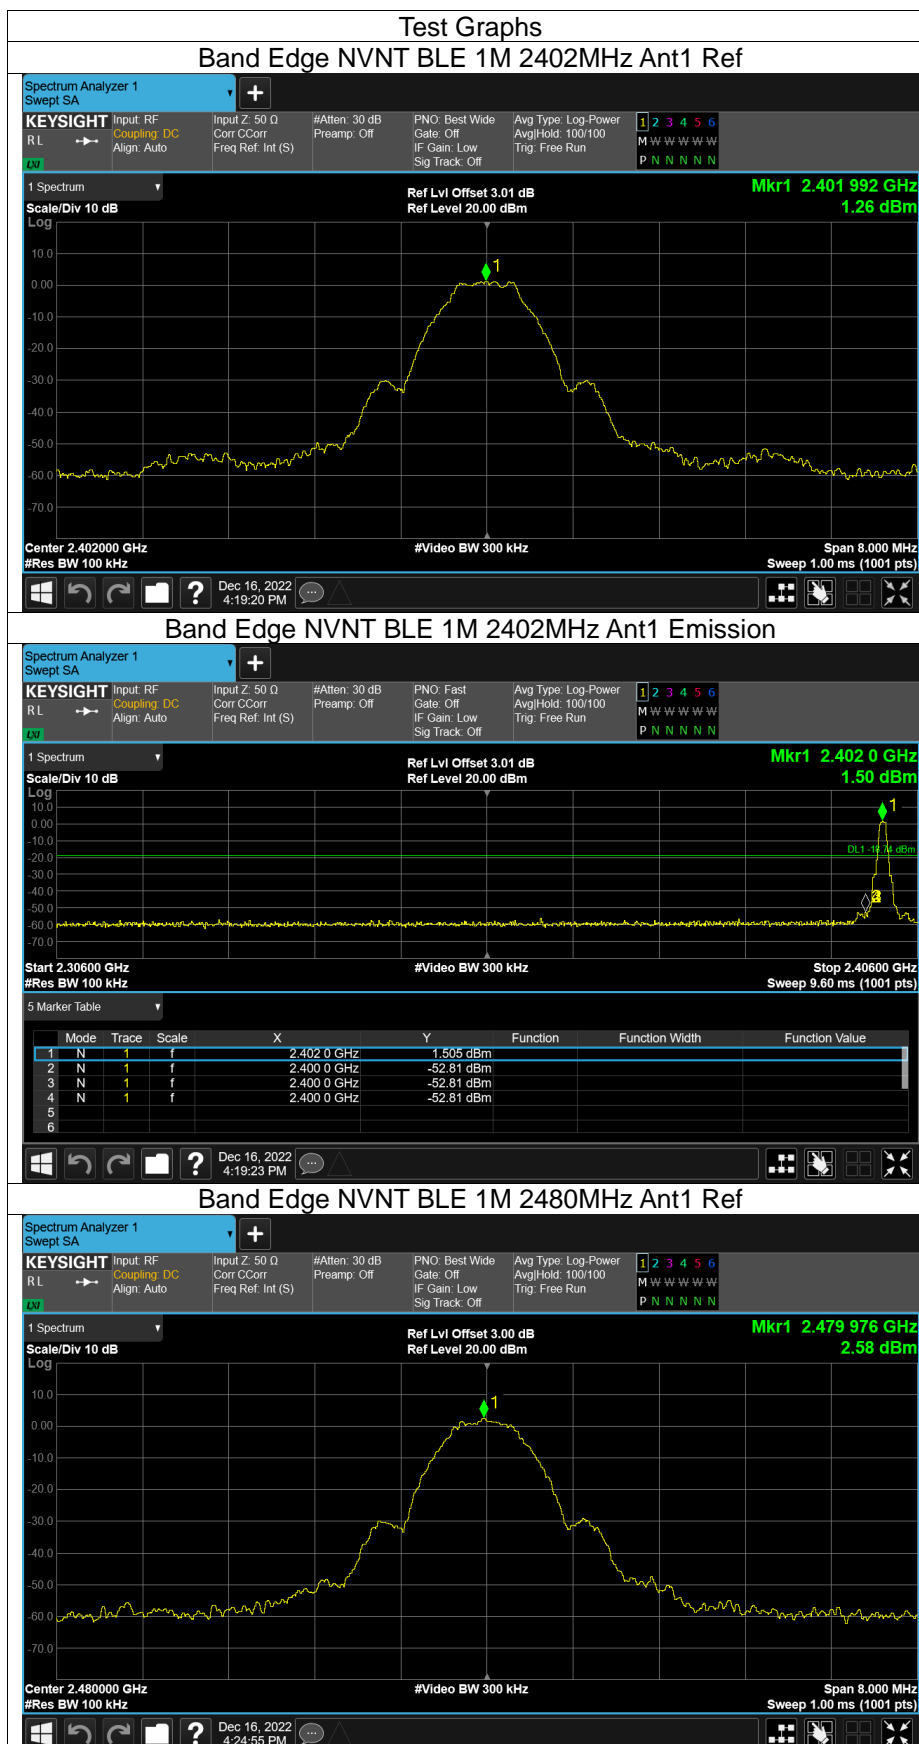 Test Graphs
Band Edge NVNT BLE 1M 2402MHz Ant1 Ref
Spectrum Analyzer 1
Swept SA
KEYSIGHT Input: RF Input Z: 50 Ω #Atten: 30 dB PNO: Best Wide Avg Type: Log-Power 1 2 3 4 5 6
R L Coupling: DC Corr CCorr Preamp: Off Gate: Off Avg|Hold: 100/100 M W W W W W
Align: Auto Freq Ref: Int (S) IF Gain: Low Trig: Free Run
LXI Sig Track: Off P N N N N N
1 Spectrum Ref Lvl Offset 3.01 dB Mkr1 2.401 992 GHz
Scale/Div 10 dB Ref Level 20.00 dBm 1.26 dBm
Log
10.0
1
0.00
-10.0
-20.0
-30.0
-40.0
-50.0
-60.0
-70.0
Center 2.402000 GHz #Video BW 300 kHz Span 8.000 MHz
#Res BW 100 kHz Sweep 1.00 ms (1001 pts)
? Dec 16, 2022
4:19:20 PM
Band Edge NVNT BLE 1M 2402MHz Ant1 Emission
Spectrum Analyzer 1
Swept SA
KEYSIGHT Input: RF Input Z: 50 Ω #Atten: 30 dB PNO: Fast Avg Type: Log-Power 1 2 3 4 5 6
R L Coupling: DC Corr CCorr Preamp: Off Gate: Off Avg|Hold: 100/100 M W W W W W
Align: Auto Freq Ref: Int (S) IF Gain: Low Trig: Free Run
LXI Sig Track: Off P N N N N N
1 Spectrum Ref Lvl Offset 3.01 dB Mkr1 2.402 0 GHz
Scale/Div 10 dB Ref Level 20.00 dBm 1.50 dBm
Log
10.0 1
0.00
-10.0
DL1 -18.74 dBm
-20.0
-30.0
-40.0
-50.0
-60.0
-70.0
Start 2.30600 GHz #Video BW 300 kHz Stop 2.40600 GHz
#Res BW 100 kHz Sweep 9.60 ms (1001 pts)
5 Marker Table
Mode Trace Scale X Y Function Function Width Function Value
1 N 1 f 2.402 0 GHz 1.505 dBm
2 N 1 f 2.400 0 GHz -52.81 dBm
3 N 1 f 2.400 0 GHz -52.81 dBm
4 N 1 f 2.400 0 GHz -52.81 dBm
5
6
? Dec 16, 2022
4:19:23 PM
Band Edge NVNT BLE 1M 2480MHz Ant1 Ref
Spectrum Analyzer 1
Swept SA
KEYSIGHT Input: RF Input Z: 50 Ω #Atten: 30 dB PNO: Best Wide Avg Type: Log-Power 1 2 3 4 5 6
R L Coupling: DC Corr CCorr Preamp: Off Gate: Off Avg|Hold: 100/100 M W W W W W
Align: Auto Freq Ref: Int (S) IF Gain: Low Trig: Free Run
LXI Sig Track: Off P N N N N N
1 Spectrum Ref Lvl Offset 3.00 dB Mkr1 2.479 976 GHz
Scale/Div 10 dB Ref Level 20.00 dBm 2.58 dBm
Log
10.0
1
0.00
-10.0
-20.0
-30.0
-40.0
-50.0
-60.0
-70.0
Center 2.480000 GHz #Video BW 300 kHz Span 8.000 MHz
#Res BW 100 kHz Sweep 1.00 ms (1001 pts)
? Dec 16, 2022
4:24:55 PM